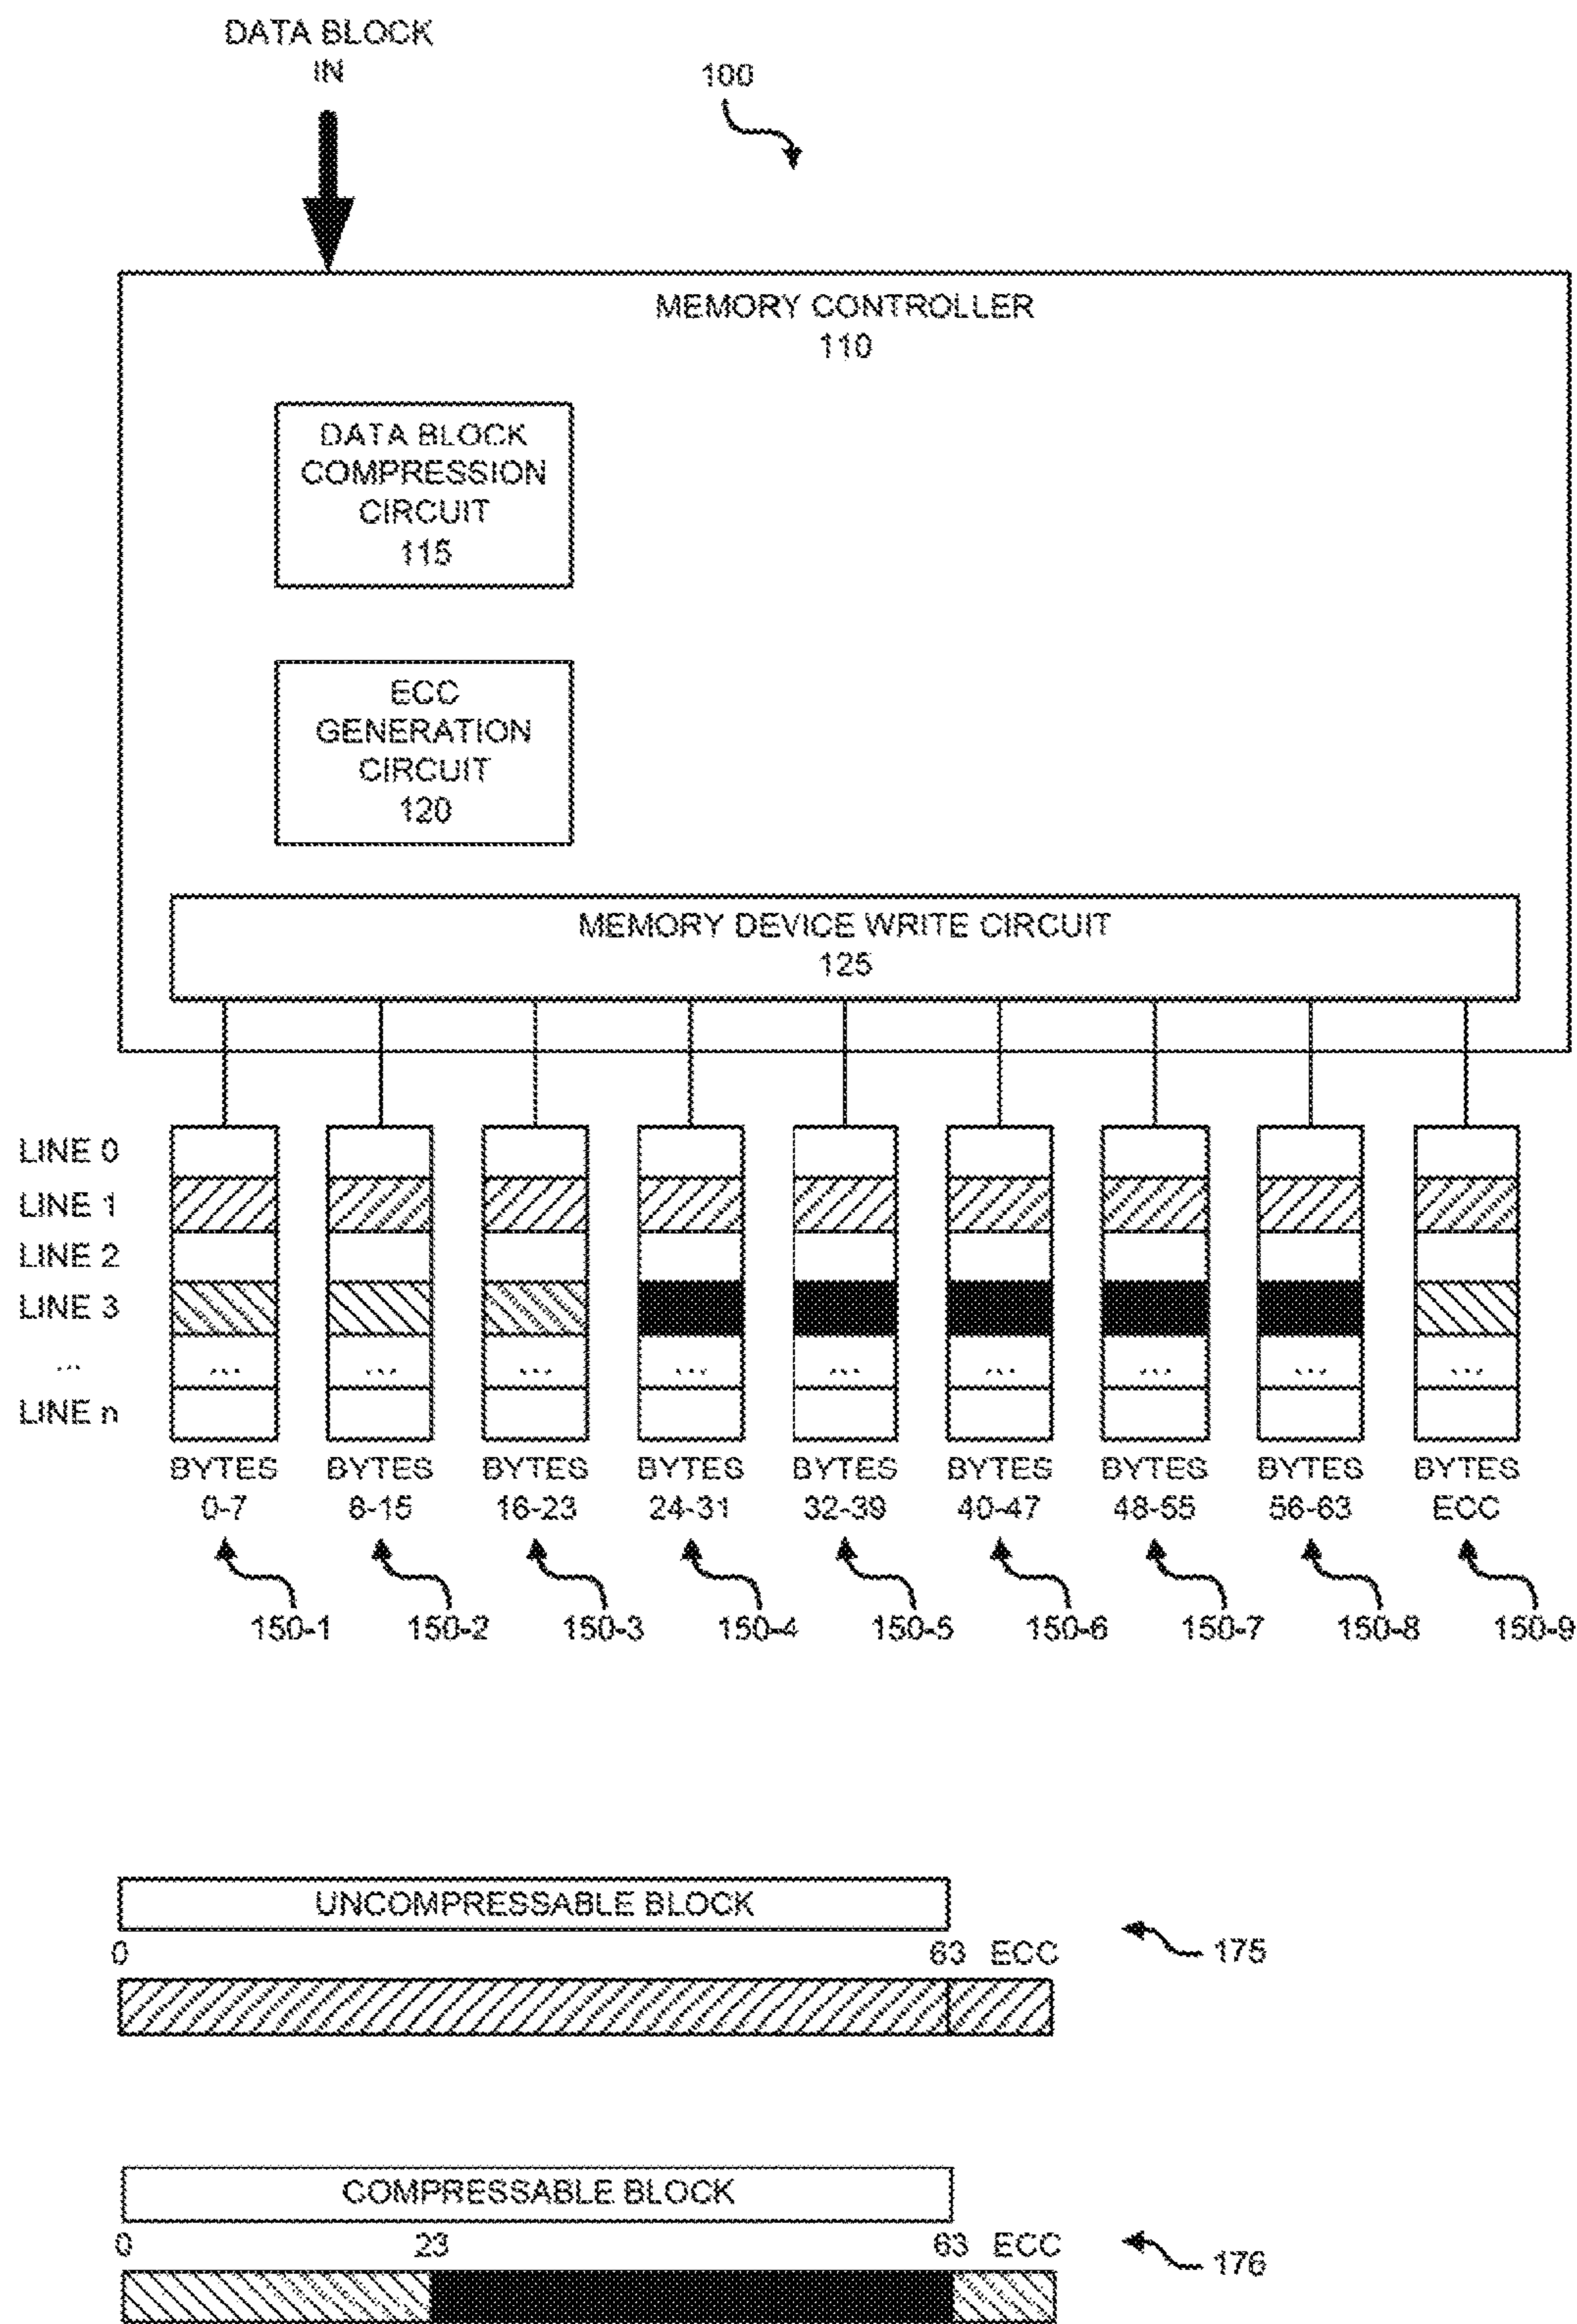 DATA BLOCK
IN
100
MEMORY CONTROLLER
110
DATA BLOCK
COMPRESSION
CIRCUIT
115
ECC
GENERATION
CIRCUIT
120
MEMORY DEVICE WRITE CIRCUIT
125
LINE 0
LINE 1
LINE 2
LINE 3
... ... ... ... ... ... ... ... ... ...
LINE n
BYTES BYTES BYTES BYTES BYTES BYTES BYTES BYTES BYTES
0-7 8-15 16-23 24-31 32-39 40-47 48-55 56-63 ECC
150-1 150-2 150-3 150-4 150-5 150-6 150-7 150-8 150-9
UNCOMPRESSABLE BLOCK
0 63 ECC 175
COMPRESSABLE BLOCK
0 23 63 ECC 176